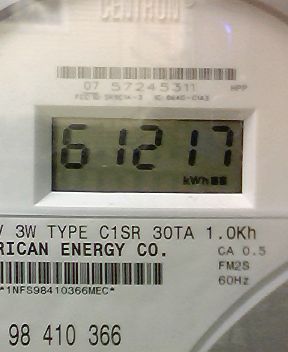 CENTRON
07 57245311 HPP
61217
kWh
V 3W TYPE C1SR 30TA 1.0Kh
RICAN ENERGY CO. CA 0.5
FM2S
*1NFS98410366MEC* 60Hz
98 410 366